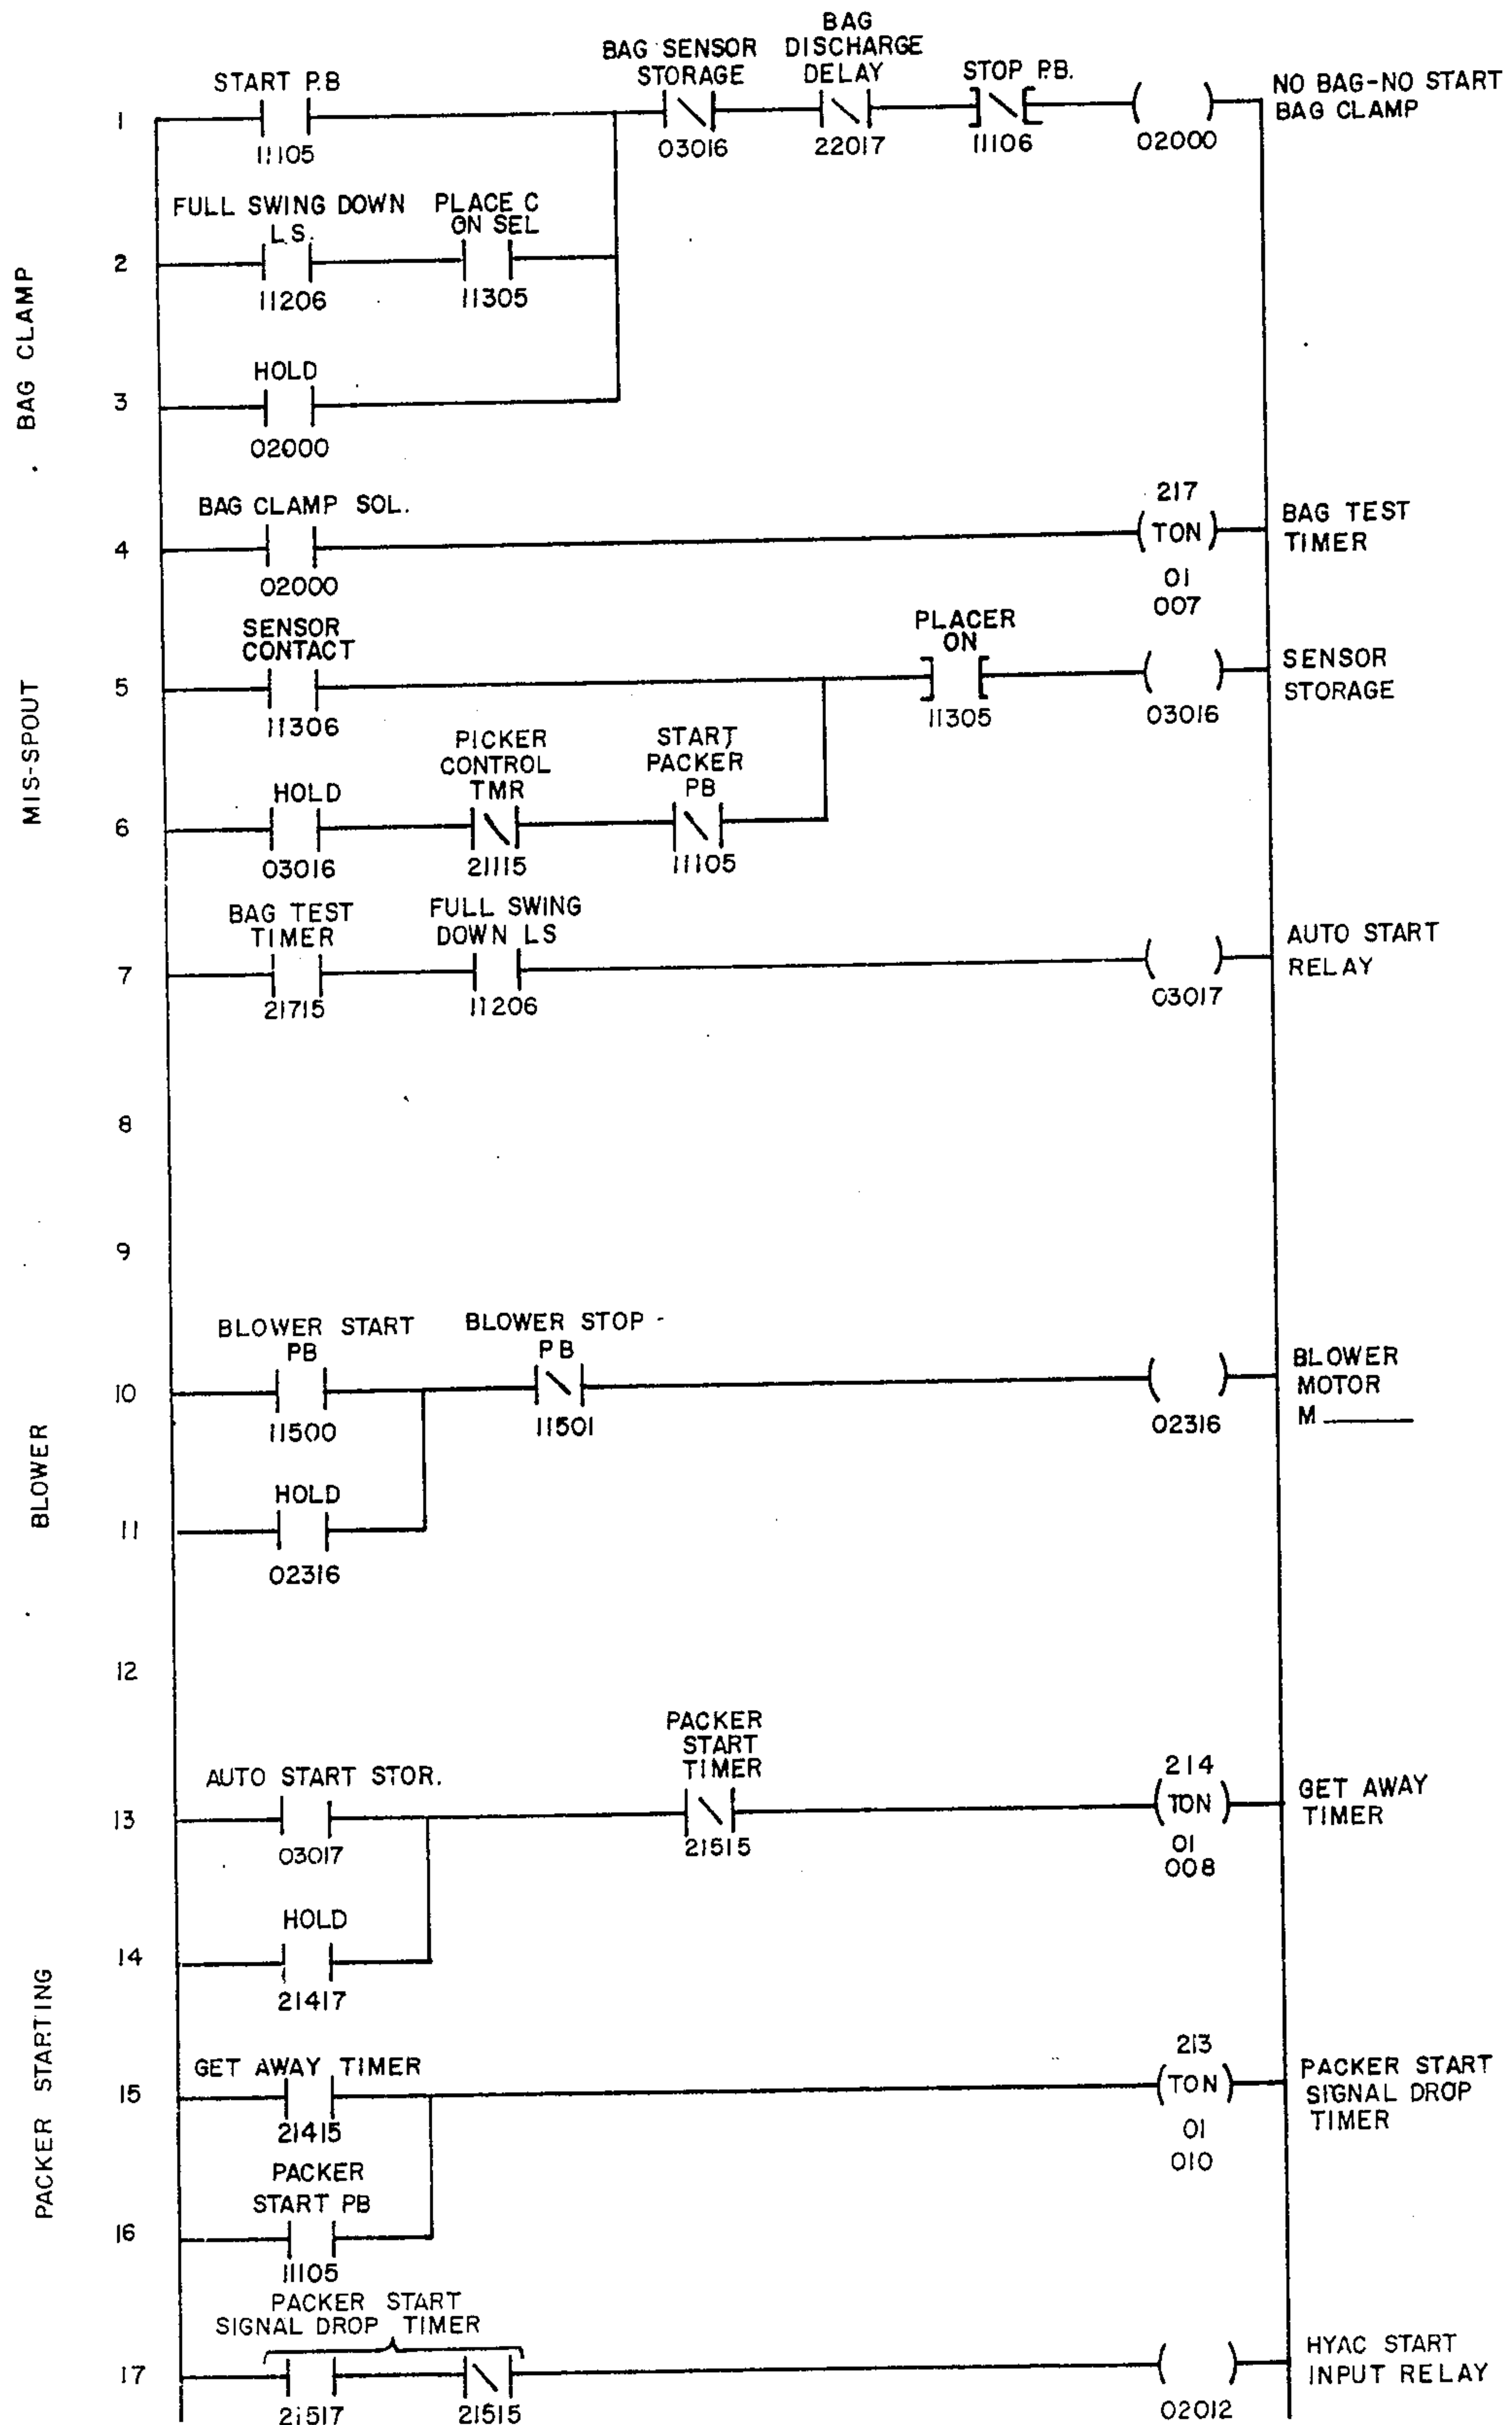 BAG CLAMP
MIS-SPOUT
BLOWER
PACKER STARTING
1
START P.B
11105
BAG SENSOR
STORAGE
03016
BAG
DISCHARGE
DELAY
22017
STOP P.B.
11106
02000
NO BAG-NO START
BAG CLAMP
2
FULL SWING DOWN
L.S.
11206
PLACE C
ON SEL
11305
3
HOLD
02000
4
BAG CLAMP SOL.
02000
217
TON
01
007
BAG TEST
TIMER
5
SENSOR
CONTACT
11306
PLACER
ON
11305
03016
SENSOR
STORAGE
6
HOLD
03016
PICKER
CONTROL
TMR
21115
START
PACKER
PB
11105
7
BAG TEST
TIMER
21715
FULL SWING
DOWN LS
11206
03017
AUTO START
RELAY
8
9
10
BLOWER START
PB
11500
BLOWER STOP
PB
11501
02316
BLOWER
MOTOR
M
11
HOLD
02316
12
13
AUTO START STOR.
03017
PACKER
START
TIMER
21515
214
TON
01
008
GET AWAY
TIMER
14
HOLD
21417
15
GET AWAY TIMER
21415
213
TON
01
010
PACKER START
SIGNAL DROP
TIMER
16
PACKER
START PB
11105
17
PACKER START
SIGNAL DROP TIMER
21517
21515
02012
HYAC START
INPUT RELAY